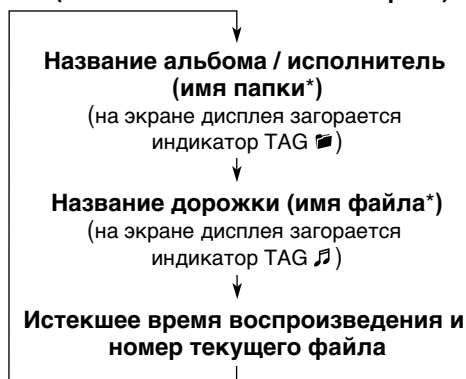 Название альбома / исполнитель
(имя папки*)
(на экране дисплея загорается
индикатор TAG)
Название дорожки (имя файла*)
(на экране дисплея загорается
индикатор TAG)
Истекшее время воспроизведения и
номер текущего файла